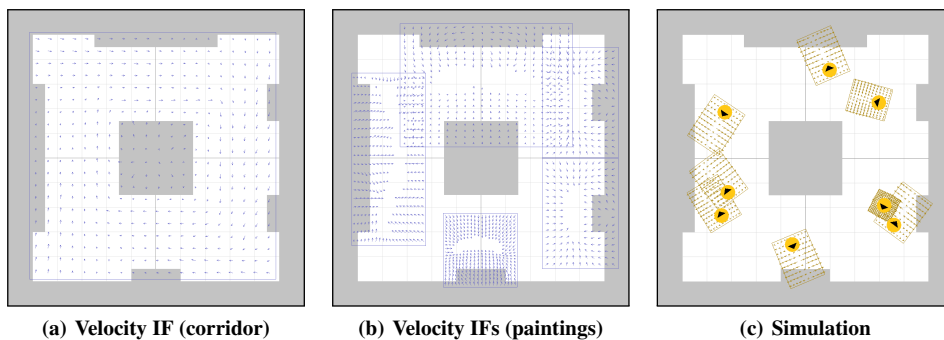 (a) Velocity IF (corridor)
(b) Velocity IFs (paintings)
(c) Simulation